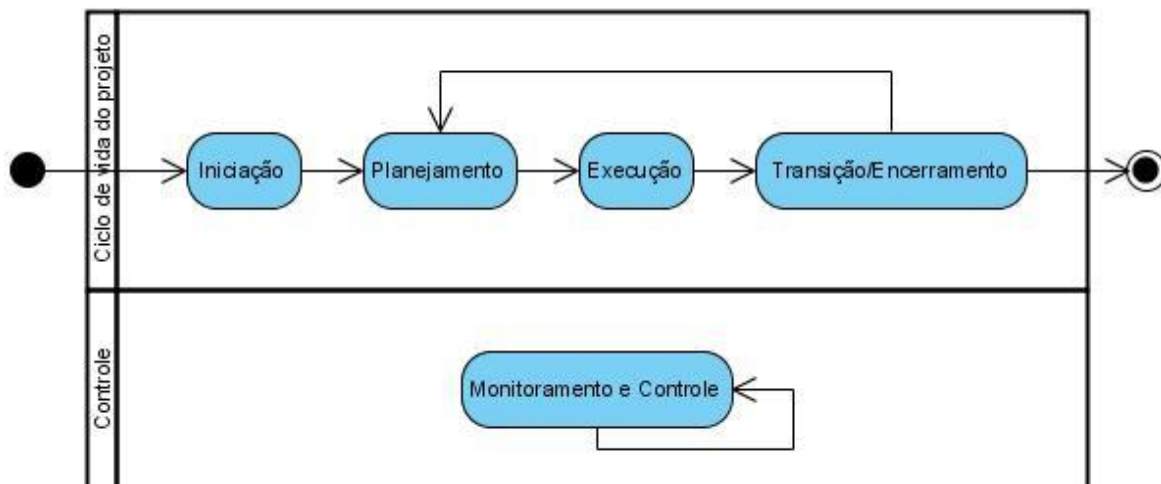 Ciclo de vida do projeto
Iniciação
Planejamento
Execução
Transição/Encerramento
Controle
Monitoramento e Controle